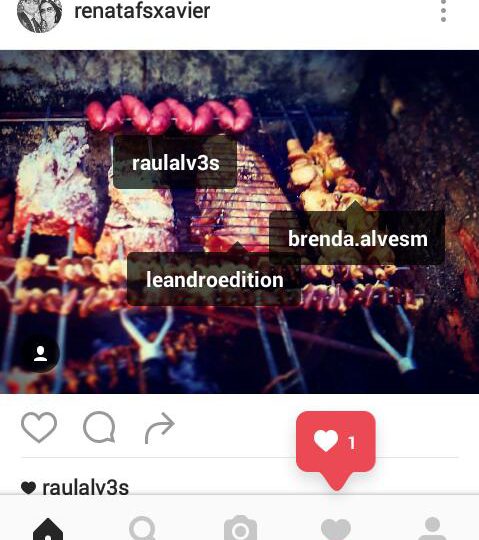 renatafsxavier
raulalv3s
brenda.alvesm
leandroedition
1
raulalv3s